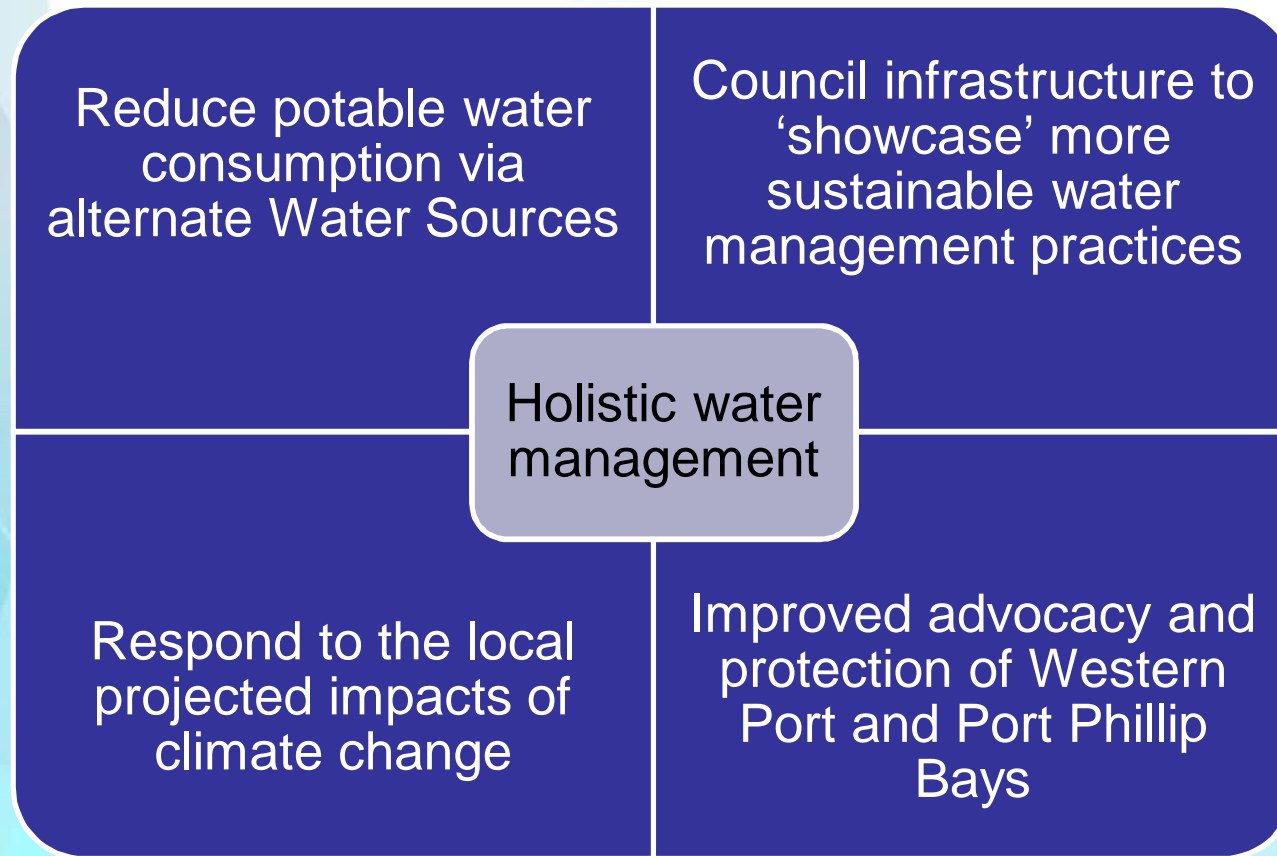 Reduce potable water
consumption via
alternate Water Sources
Council infrastructure to
‘showcase’ more
sustainable water
management practices
Holistic water
management
Respond to the local
projected impacts of
climate change
Improved advocacy and
protection of Western
Port and Port Phillip
Bays